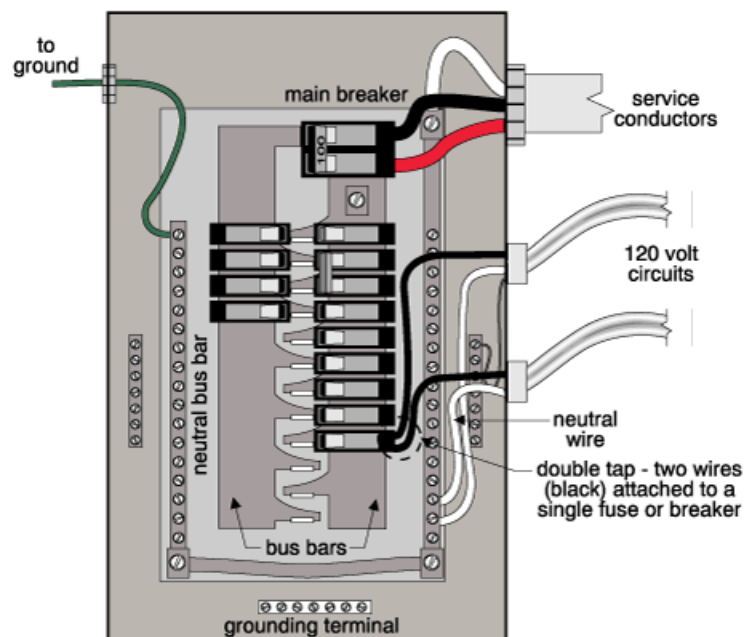 to
ground
main breaker
100
service
conductors
120 volt
circuits
neutral bus bar
neutral
wire
double tap - two wires
(black) attached to a
single fuse or breaker
bus bars
grounding terminal